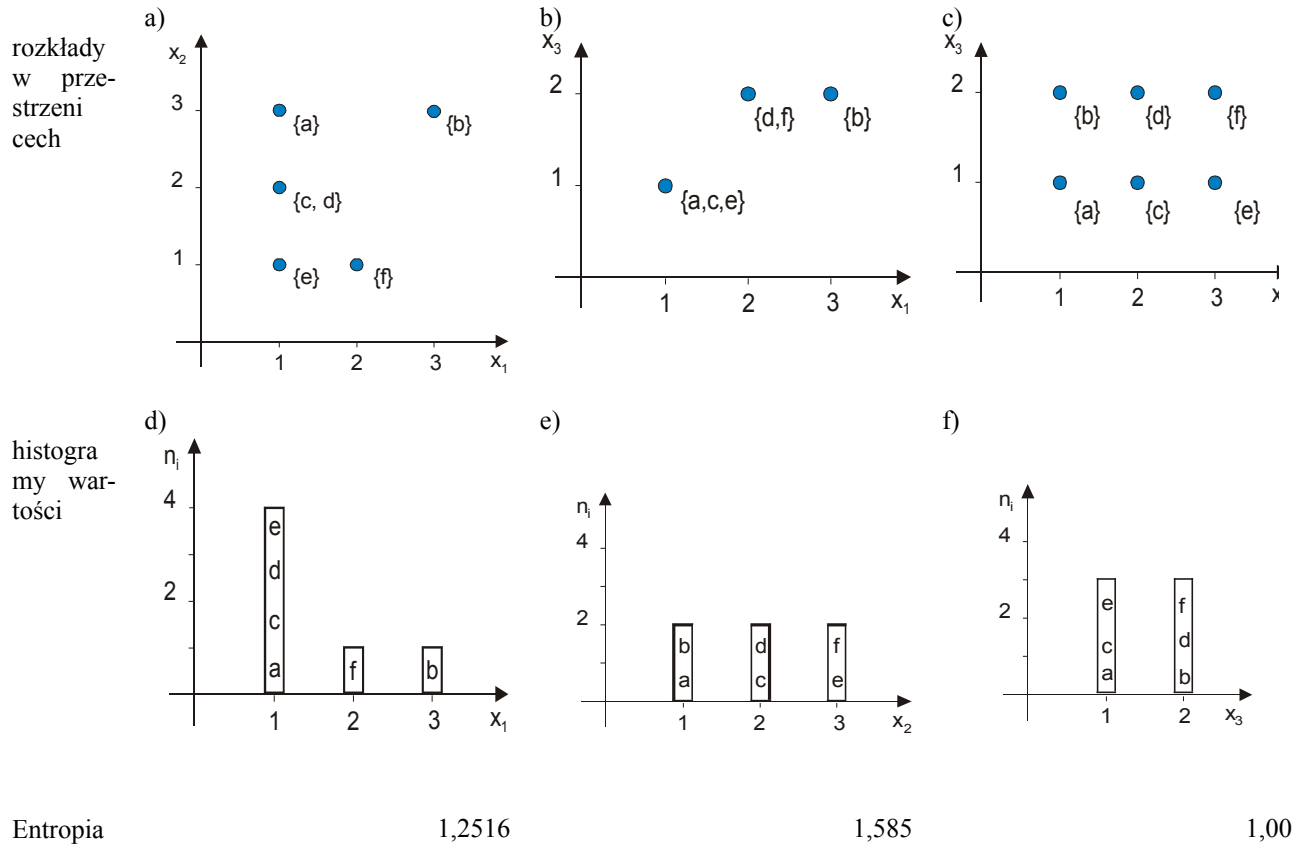 a)
b)
c)
rozkłady
w prze-
strzeni
cech
x₂
3
2
1
{a}
{b}
{c, d}
{e}
{f}
1 2 3 x₁
x₃
2
1
{d,f}
{b}
{a,c,e}
1 2 3 x₁
x₃
2
1
{b} {d} {f}
{a} {c} {e}
1 2 3
d)
e)
f)
histogra
my war-
tości
nᵢ
4
2
e
d
c
a
f
b
1 2 3 x₁
nᵢ
4
2
b d f
a c e
1 2 3 x₂
nᵢ
4
2
e f
c d
a b
1 2 x₃
Entropia 1,2516 1,585 1,00